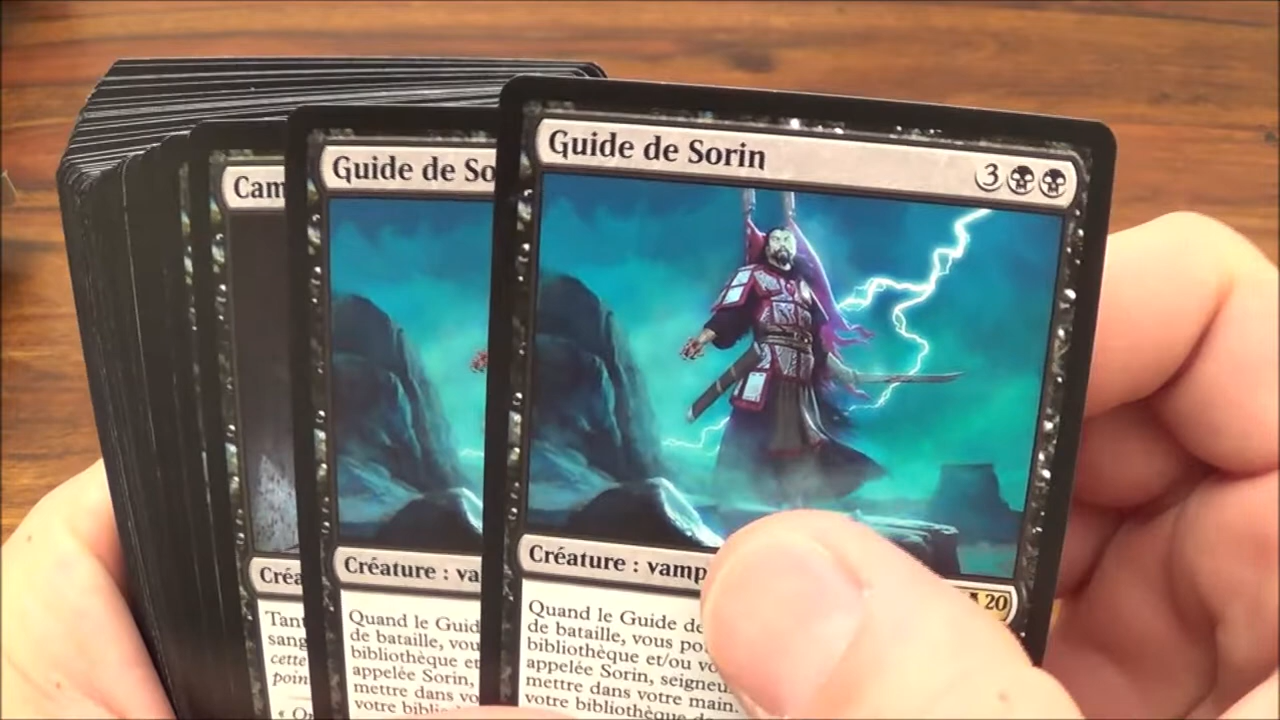 Guide de Sorin
3
Créature : vamp
20
Quand le Guide de
de bataille, vous
bibliothèque et/ou
appelée Sorin, seigneu
mettre dans votre main.
votre bibliothèque
Guide de So
Créature : va
Quand le Guid
de bataille, vou
bibliothèque et
appelée Sorin,
mettre dans vo
votre
Cam
Créa
Tant
sang
cette
poin